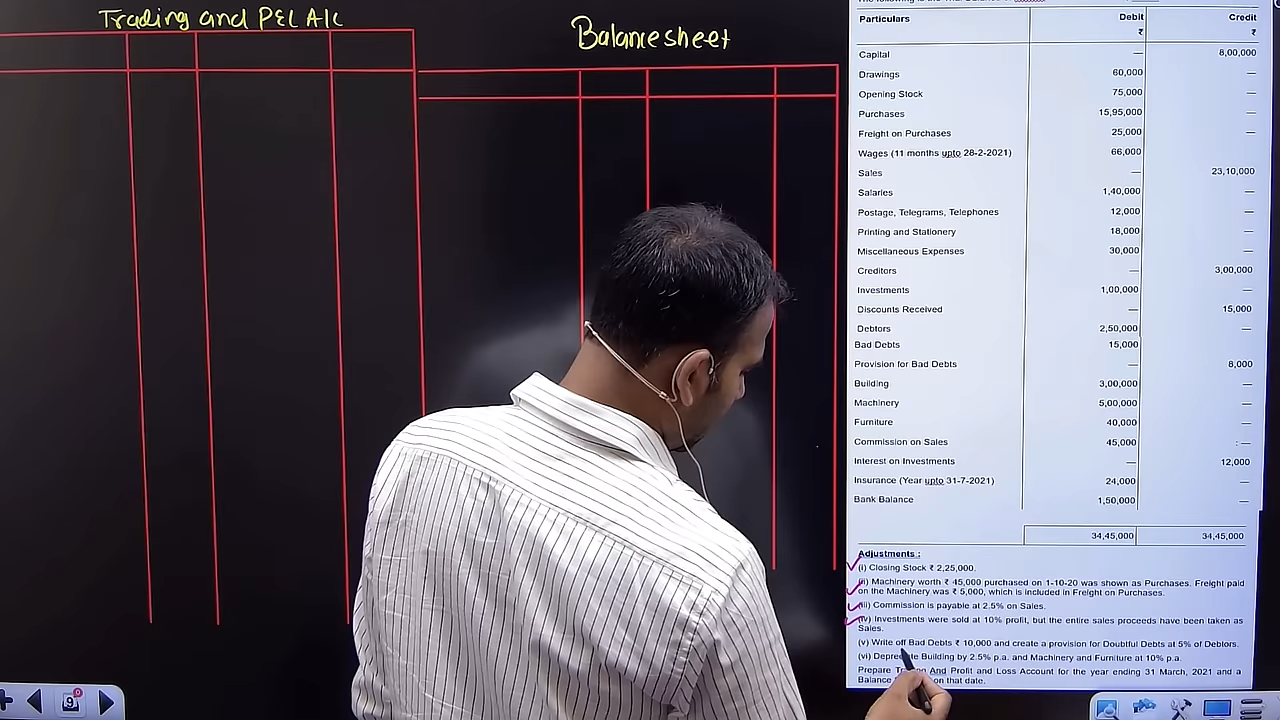 Trading and P&L A/c
Balancesheet
Particulars Debit ₹ Credit ₹
Capital — 8,00,000
Drawings 60,000 —
Opening Stock 75,000 —
Purchases 15,95,000 —
Freight on Purchases 25,000 —
Wages (11 months upto 28-2-2021) 66,000
Sales — 23,10,000
Salaries 1,40,000 —
Postage, Telegrams, Telephones 12,000 —
Printing and Stationery 18,000 —
Miscellaneous Expenses 30,000 —
Creditors — 3,00,000
Investments 1,00,000 —
Discounts Received — 15,000
Debtors 2,50,000 —
Bad Debts 15,000 —
Provision for Bad Debts — 8,000
Building 3,00,000 —
Machinery 5,00,000 —
Furniture 40,000 —
Commission on Sales 45,000 : —
Interest on Investments — 12,000
Insurance (Year upto 31-7-2021) 24,000 —
Bank Balance 1,50,000 —
34,45,000 34,45,000
Adjustments :
(i) Closing Stock ₹ 2,25,000.
(ii) Machinery worth ₹ 45,000 purchased on 1-10-20 was shown as Purchases. Freight paid
on the Machinery was ₹ 5,000, which is included in Freight on Purchases.
(iii) Commission is payable at 2.5% on Sales.
(iv) Investments were sold at 10% profit, but the entire sales proceeds have been taken as
Sales.
(v) Write off Bad Debts ₹ 10,000 and create a provision for Doubtful Debts at 5% of Debtors.
(vi) Building by 2.5% p.a. and Machinery and Furniture at 10% p.a.
Prepare And Profit and Loss Account for the year ending 31 March, 2021 and a
Balance on that date.
9
0